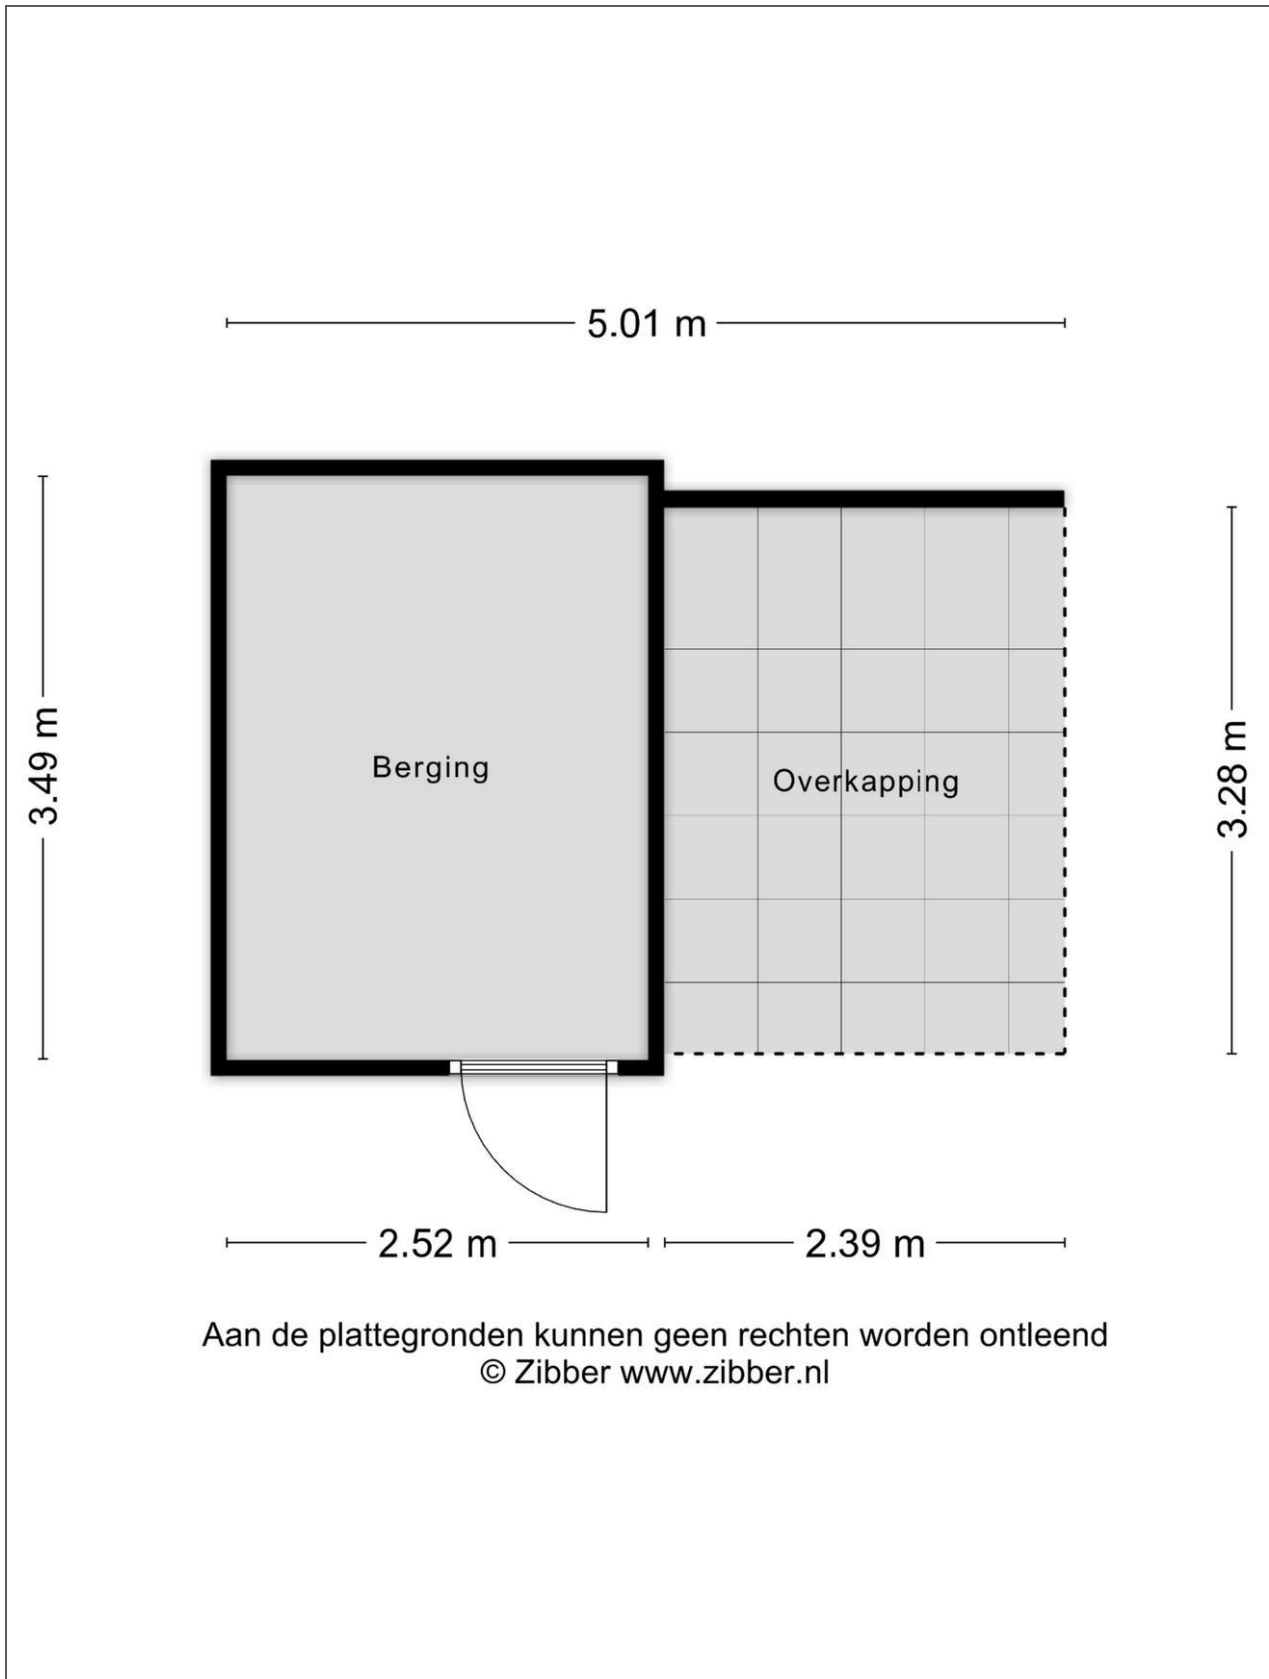 5.01 m
3.49 m
Berging
Overkapping
3.28 m
2.52 m
2.39 m
Aan de plattegronden kunnen geen rechten worden ontleend
© Zibber www.zibber.nl